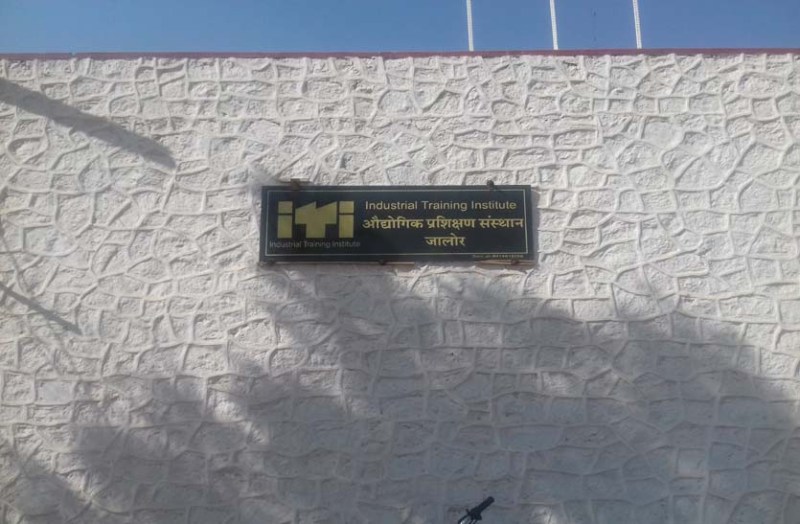 iTi
Industrial Training Institute
Industrial Training Institute
औद्योगिक प्रशिक्षण संस्थान
जालोर